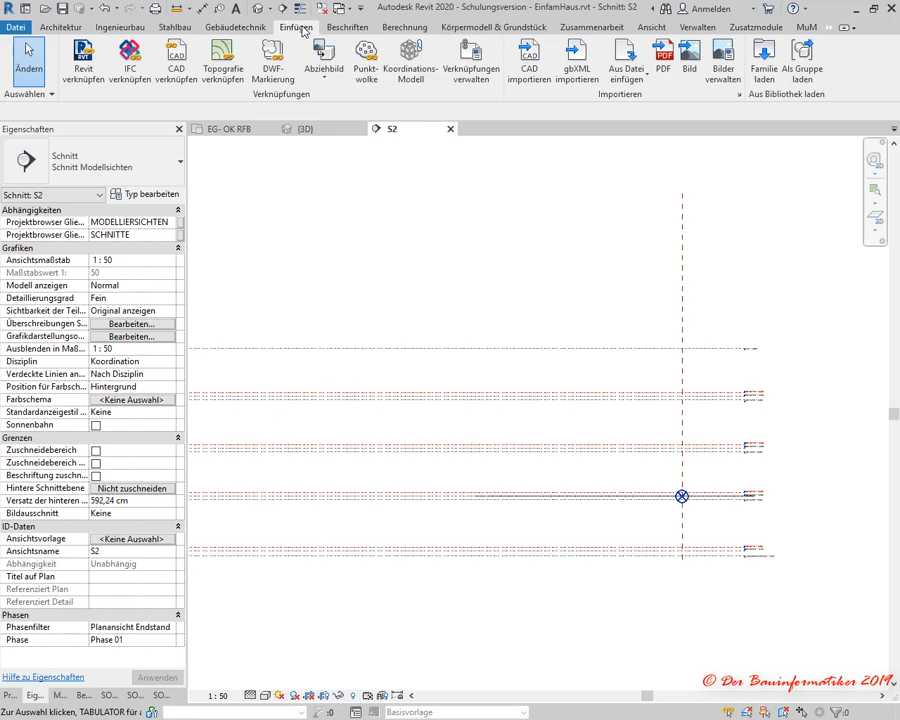 Autodesk Revit 2020 - Schulungsversion - EinfamHaus.rvt - Schnitt: S2
Anmelden
Datei Architektur Ingenieurbau Stahlbau Gebäudetechnik Einfügen Beschriften Berechnung Körpermodell & Grundstück Zusammenarbeit Ansicht Verwalten Zusatzmodule MuM
Ändern
Revit verknüpfen
IFC verknüpfen
CAD verknüpfen
Topografie verknüpfen
DWF-Markierung
Abziehbild
Punkt-wolke
Koordinations-Modell
Verknüpfungen verwalten
CAD importieren
gbXML importieren
Aus Datei einfügen
PDF
Bild
Bilder verwalten
Familie laden
Als Gruppe laden
Auswählen Verknüpfungen Importieren Aus Bibliothek laden
Eigenschaften
EG- OK RFB
{3D}
S2
Schnitt
Schnitt Modellsichten
Schnitt: S2
Typ bearbeiten
Abhängigkeiten
Projektbrowser Glie... MODELLIERSICHTEN
Projektbrowser Glie... SCHNITTE
Grafiken
Ansichtsmaßstab 1 : 50
Maßstabswert 1: 50
Modell anzeigen Normal
Detaillierungsgrad Fein
Sichtbarkeit der Teil... Original anzeigen
Überschreibungen S... Bearbeiten...
Grafikdarstellungso... Bearbeiten...
Ausblenden in Maß... 1 : 50
Disziplin Koordination
Verdeckte Linien an... Nach Disziplin
Position für Farbsch... Hintergrund
Farbschema <Keine Auswahl>
Standardanzeigestil ... Keine
Sonnenbahn
Grenzen
Zuschneidebereich
Zuschneidebereich ...
Beschriftung zuschn...
Hintere Schnittebene Nicht zuschneiden
Versatz der hinteren ... 592,24 cm
Bildausschnitt Keine
ID-Daten
Ansichtsvorlage <Keine Auswahl>
Ansichtsname S2
Abhängigkeit Unabhängig
Titel auf Plan
Referenziert Plan
Referenziert Detail
Phasen
Phasenfilter Planansicht Endstand
Phase Phase 01
Hilfe zu Eigenschaften
Anwenden
Pr... Eig... M... Be... SO... SO... SO...
1 : 50
© Der Bauinformatiker 2019
Zur Auswahl klicken, TABULATOR für a
:0
Basisvorlage
:0